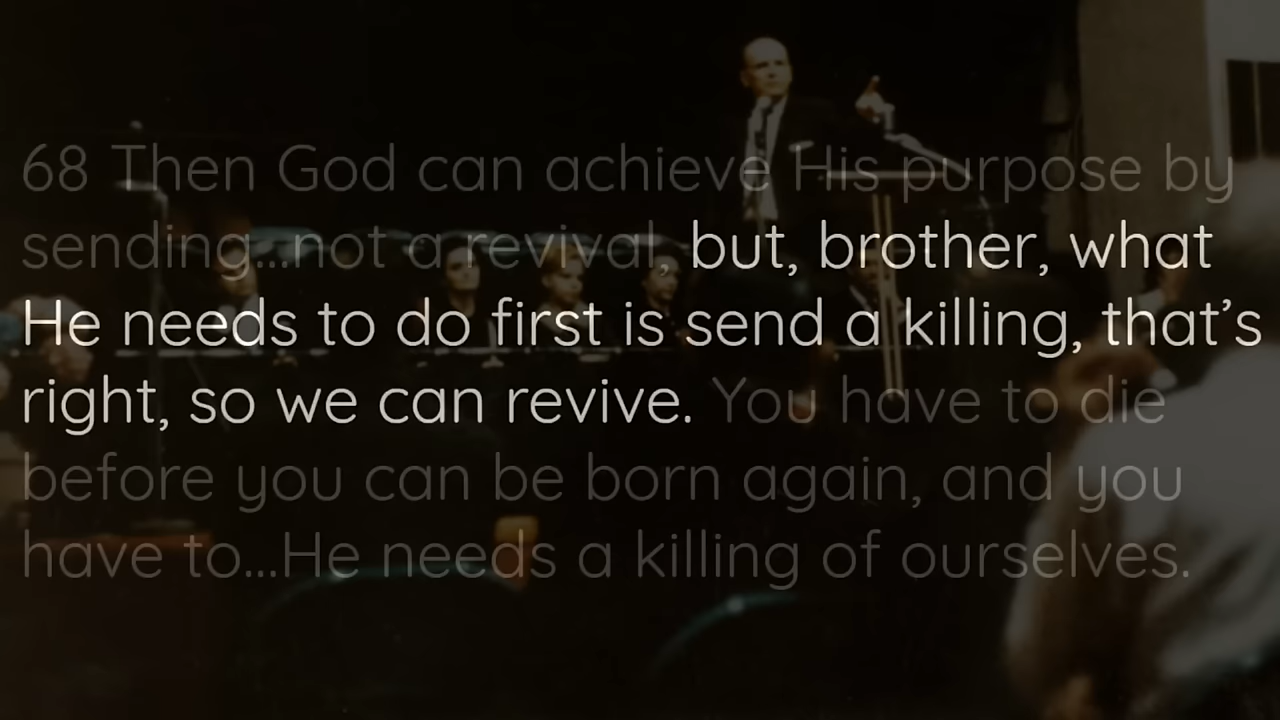 68 Then God can achieve His purpose by
sending...not a revival, but, brother, what
He needs to do first is send a killing, that’s
right, so we can revive. You have to die
before you can be born again, and you
have to...He needs a killing of ourselves.